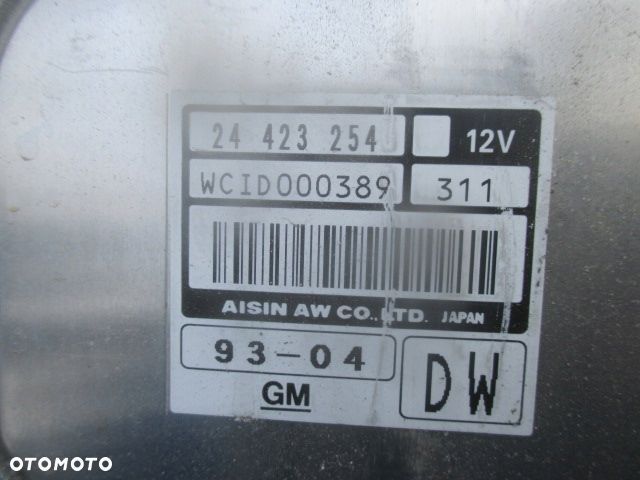 24 423 254 12V
WCID000389 311
AISIN AW CO., LTD. JAPAN
93-04
GM
DW
OTOMOTO